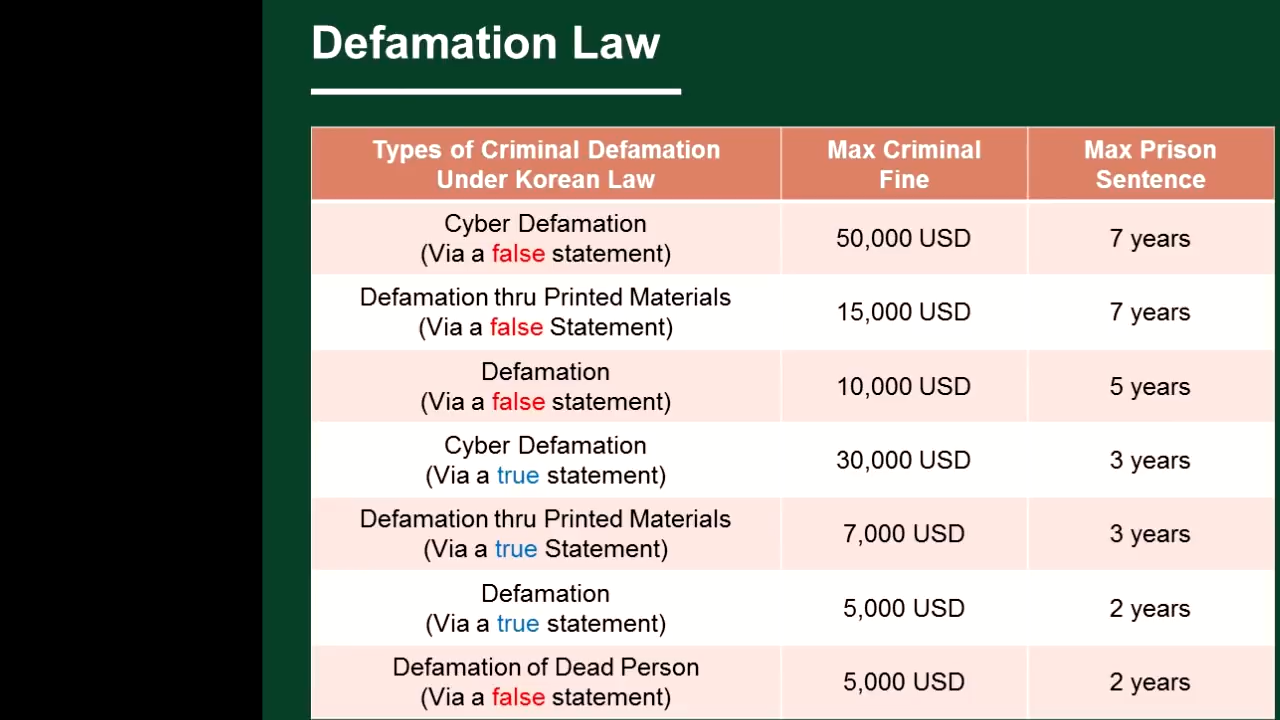 Defamation Law
Types of Criminal Defamation
Under Korean Law
Max Criminal
Fine
Max Prison
Sentence
Cyber Defamation
(Via a false statement)
50,000 USD
7 years
Defamation thru Printed Materials
(Via a false Statement)
15,000 USD
7 years
Defamation
(Via a false statement)
10,000 USD
5 years
Cyber Defamation
(Via a true statement)
30,000 USD
3 years
Defamation thru Printed Materials
(Via a true Statement)
7,000 USD
3 years
Defamation
(Via a true statement)
5,000 USD
2 years
Defamation of Dead Person
(Via a false statement)
5,000 USD
2 years